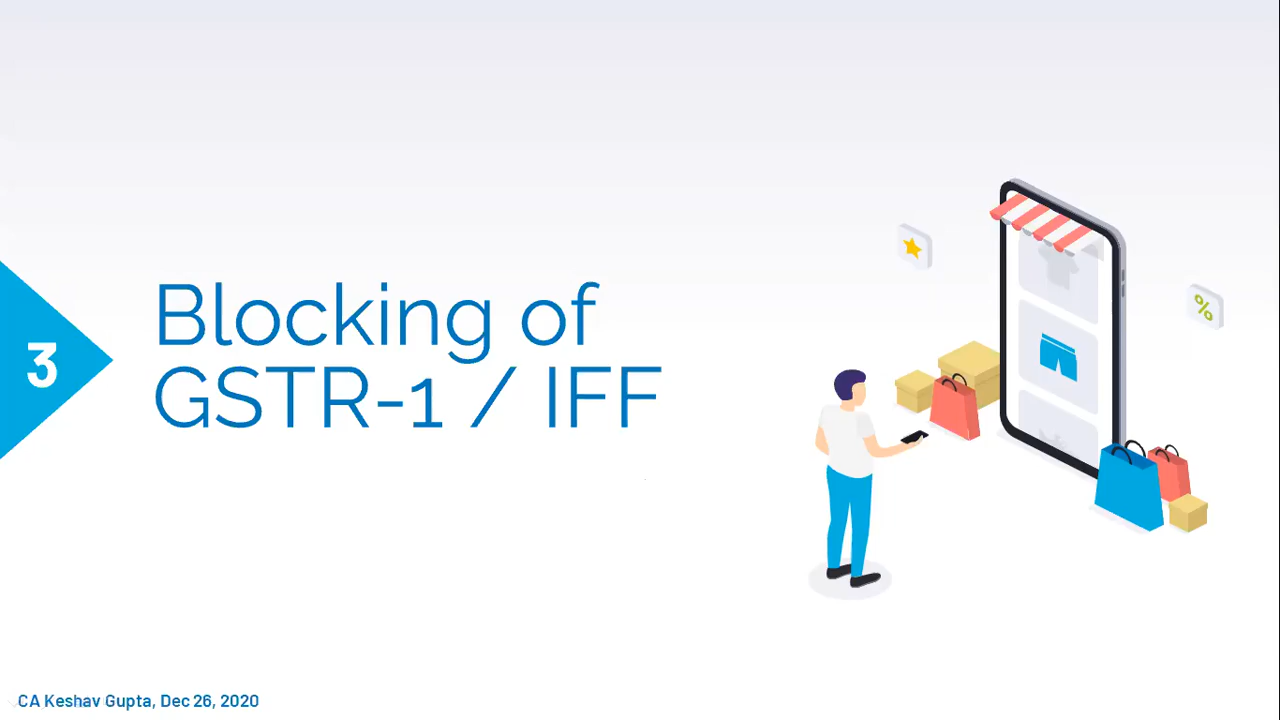 3
Blocking of
GSTR-1 / IFF
%
CA Keshav Gupta, Dec 26, 2020